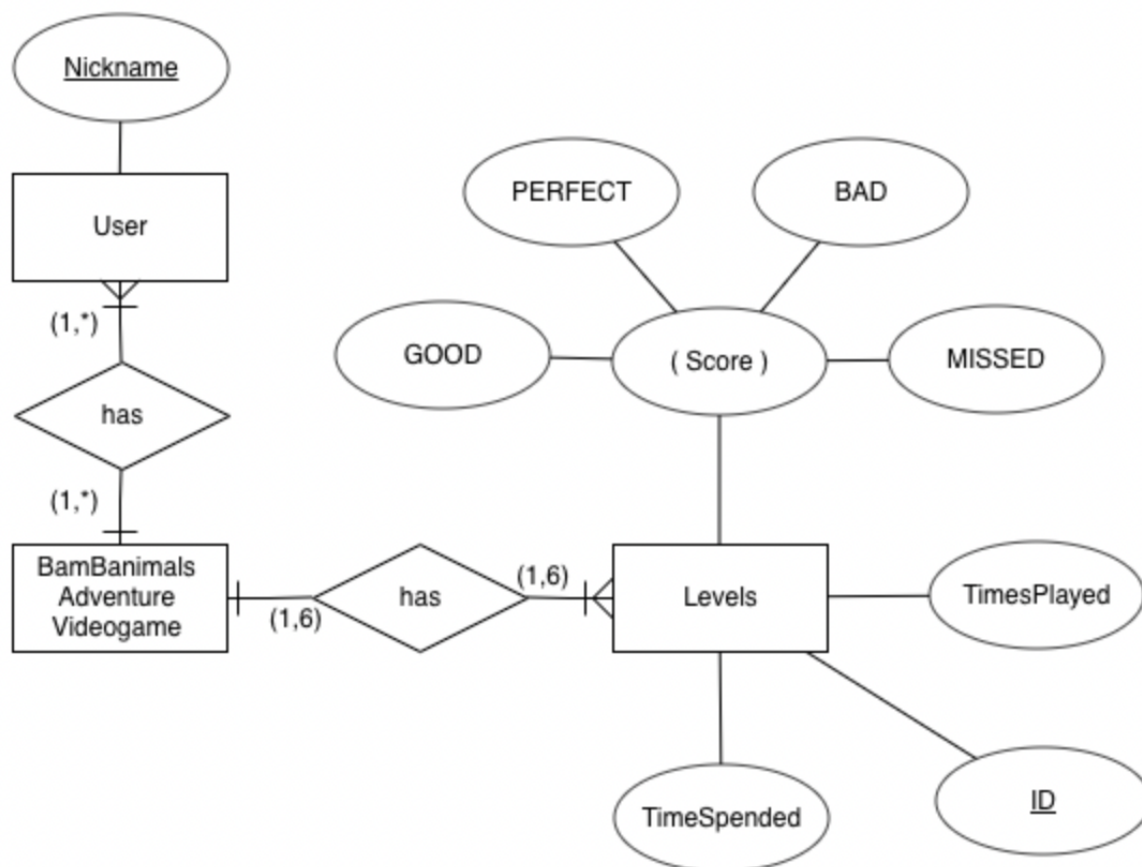 Nickname
User
(1,*)
has
(1,*)
BamBanimals
Adventure
Videogame
(1,6)
has
(1,6)
PERFECT
BAD
GOOD
( Score )
MISSED
Levels
TimesPlayed
TimeSpended
ID